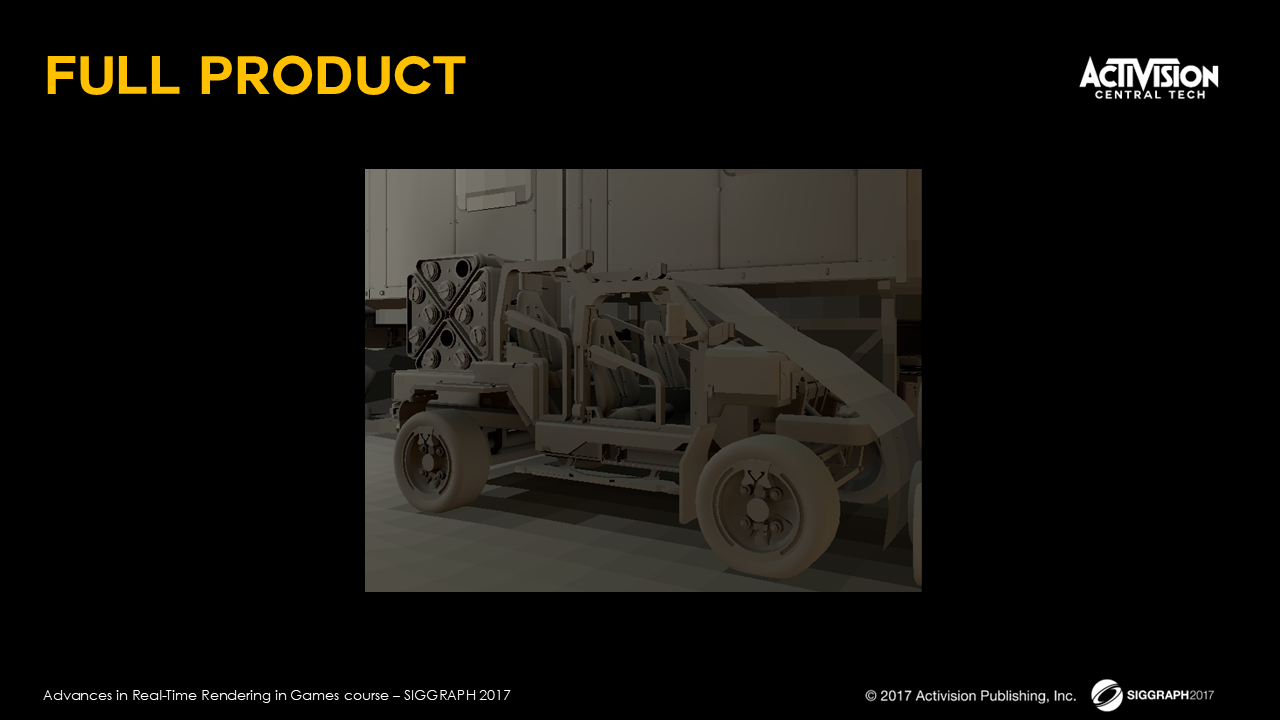 FULL PRODUCT
ACTIVISION
CENTRAL TECH
Advances in Real-Time Rendering in Games course – SIGGRAPH 2017
© 2017 Activision Publishing, Inc.
SIGGRAPH2017